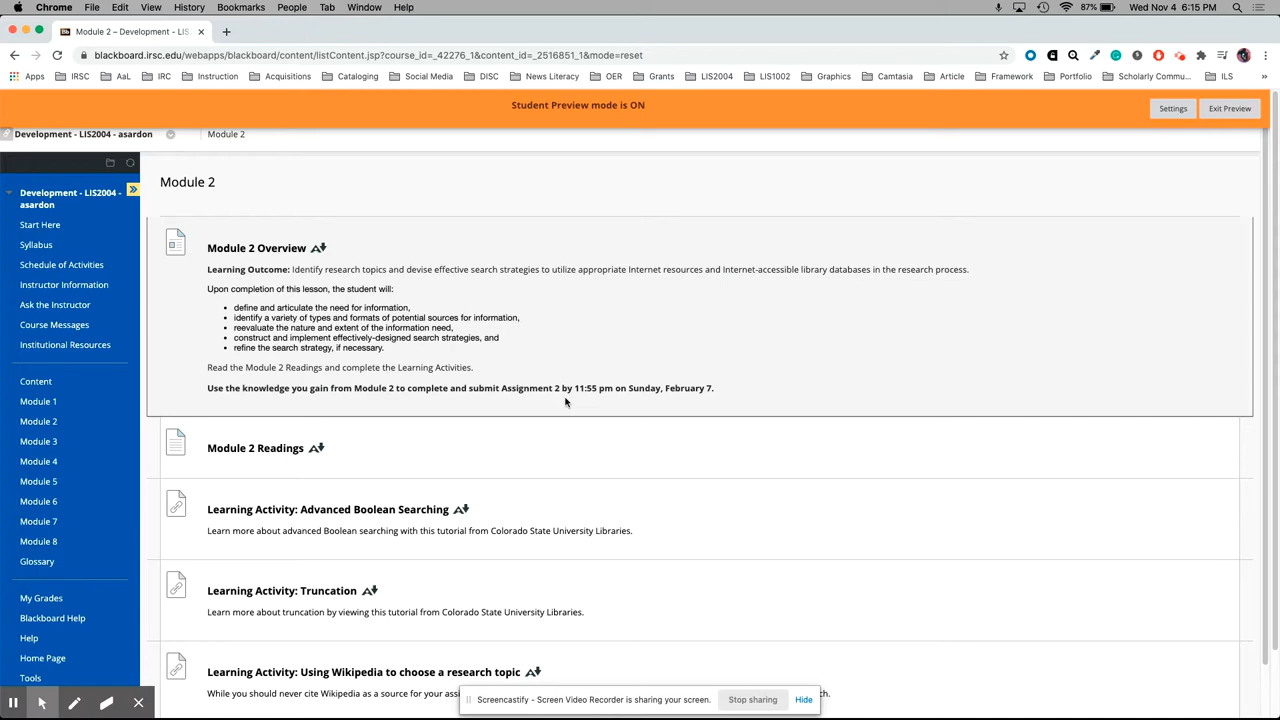 Chrome File Edit View History Bookmarks People Tab Window Help 87% Wed Nov 4 6:15 PM
Module 2 – Development - LIS
blackboard.irsc.edu/webapps/blackboard/content/listContent.jsp?course_id=_42276_1&content_id=_2516851_1&mode=reset
Apps IRSC AaL IRC Instruction Acquisitions Cataloging Social Media DISC News Literacy OER Grants LIS2004 LIS1002 Graphics Camtasia Article Framework Portfolio Scholarly Commu... ILS »
Student Preview mode is ON
Settings Exit Preview
Development - LIS2004 - asardon Module 2
Development - LIS2004 -
asardon
Start Here
Syllabus
Schedule of Activities
Instructor Information
Ask the Instructor
Course Messages
Institutional Resources
Content
Module 1
Module 2
Module 3
Module 4
Module 5
Module 6
Module 7
Module 8
Glossary
My Grades
Blackboard Help
Help
Home Page
Tools
Module 2
Module 2 Overview
Learning Outcome: Identify research topics and devise effective search strategies to utilize appropriate Internet resources and Internet-accessible library databases in the research process.
Upon completion of this lesson, the student will:
• define and articulate the need for information,
• identify a variety of types and formats of potential sources for information,
• reevaluate the nature and extent of the information need,
• construct and implement effectively-designed search strategies, and
• refine the search strategy, if necessary.
Read the Module 2 Readings and complete the Learning Activities.
Use the knowledge you gain from Module 2 to complete and submit Assignment 2 by 11:55 pm on Sunday, February 7.
Module 2 Readings
Learning Activity: Advanced Boolean Searching
Learn more about advanced Boolean searching with this tutorial from Colorado State University Libraries.
Learning Activity: Truncation
Learn more about truncation by viewing this tutorial from Colorado State University Libraries.
Learning Activity: Using Wikipedia to choose a research topic
While you should never cite Wikipedia as a source for your
Screencastify - Screen Video Recorder is sharing your screen. Stop sharing Hide